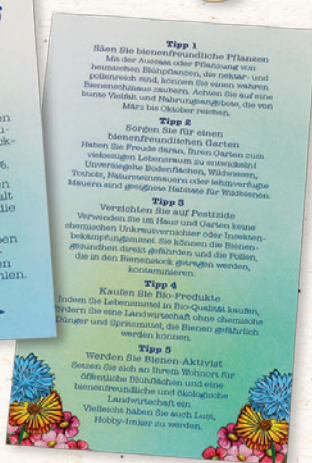 Tipp 1
Säen Sie bienenfreundliche Pflanzen
Mit der Aussaat oder Pflanzung von
heimischen Blühpflanzen, die nektar- und
pollenreich sind, können Sie einen wahren
Bienenschmaus zaubern. Achten Sie auf eine
bunte Vielfalt und Nahrungsangebote, die von
März bis Oktober reichen.
Tipp 2
Sorgen Sie für einen
bienenfreundlichen Garten
Haben Sie Freude daran, Ihren Garten zum
vielseitigen Lebensraum zu entwickeln!
Unversiegelte Bodenflächen, Wildwiesen,
Totholz, Natursteinmauern oder lehmverfugte
Mauern sind geeignete Habitate für Wildbienen.
Tipp 3
Verzichten Sie auf Pestizide
Verwenden Sie im Haus und Garten keine
chemischen Unkrautvernichter oder Insekten-
bekämpfungsmittel. Sie können die Bienen-
gesundheit direkt gefährden und die Pollen,
die in den Bienenstock getragen werden,
kontaminieren.
Tipp 4
Kaufen Sie Bio-Produkte
Indem Sie Lebensmittel in Bio-Qualität kaufen,
fördern Sie eine Landwirtschaft ohne chemische
Dünger und Spritzmittel, die Bienen gefährlich
werden können.
Tipp 5
Werden Sie Bienen-Aktivist
Setzen Sie sich an Ihrem Wohnort für
öffentliche Blühflächen und eine
bienenfreundliche und ökologische
Landwirtschaft ein.
Vielleicht haben Sie auch Lust,
Hobby-Imker zu werden.